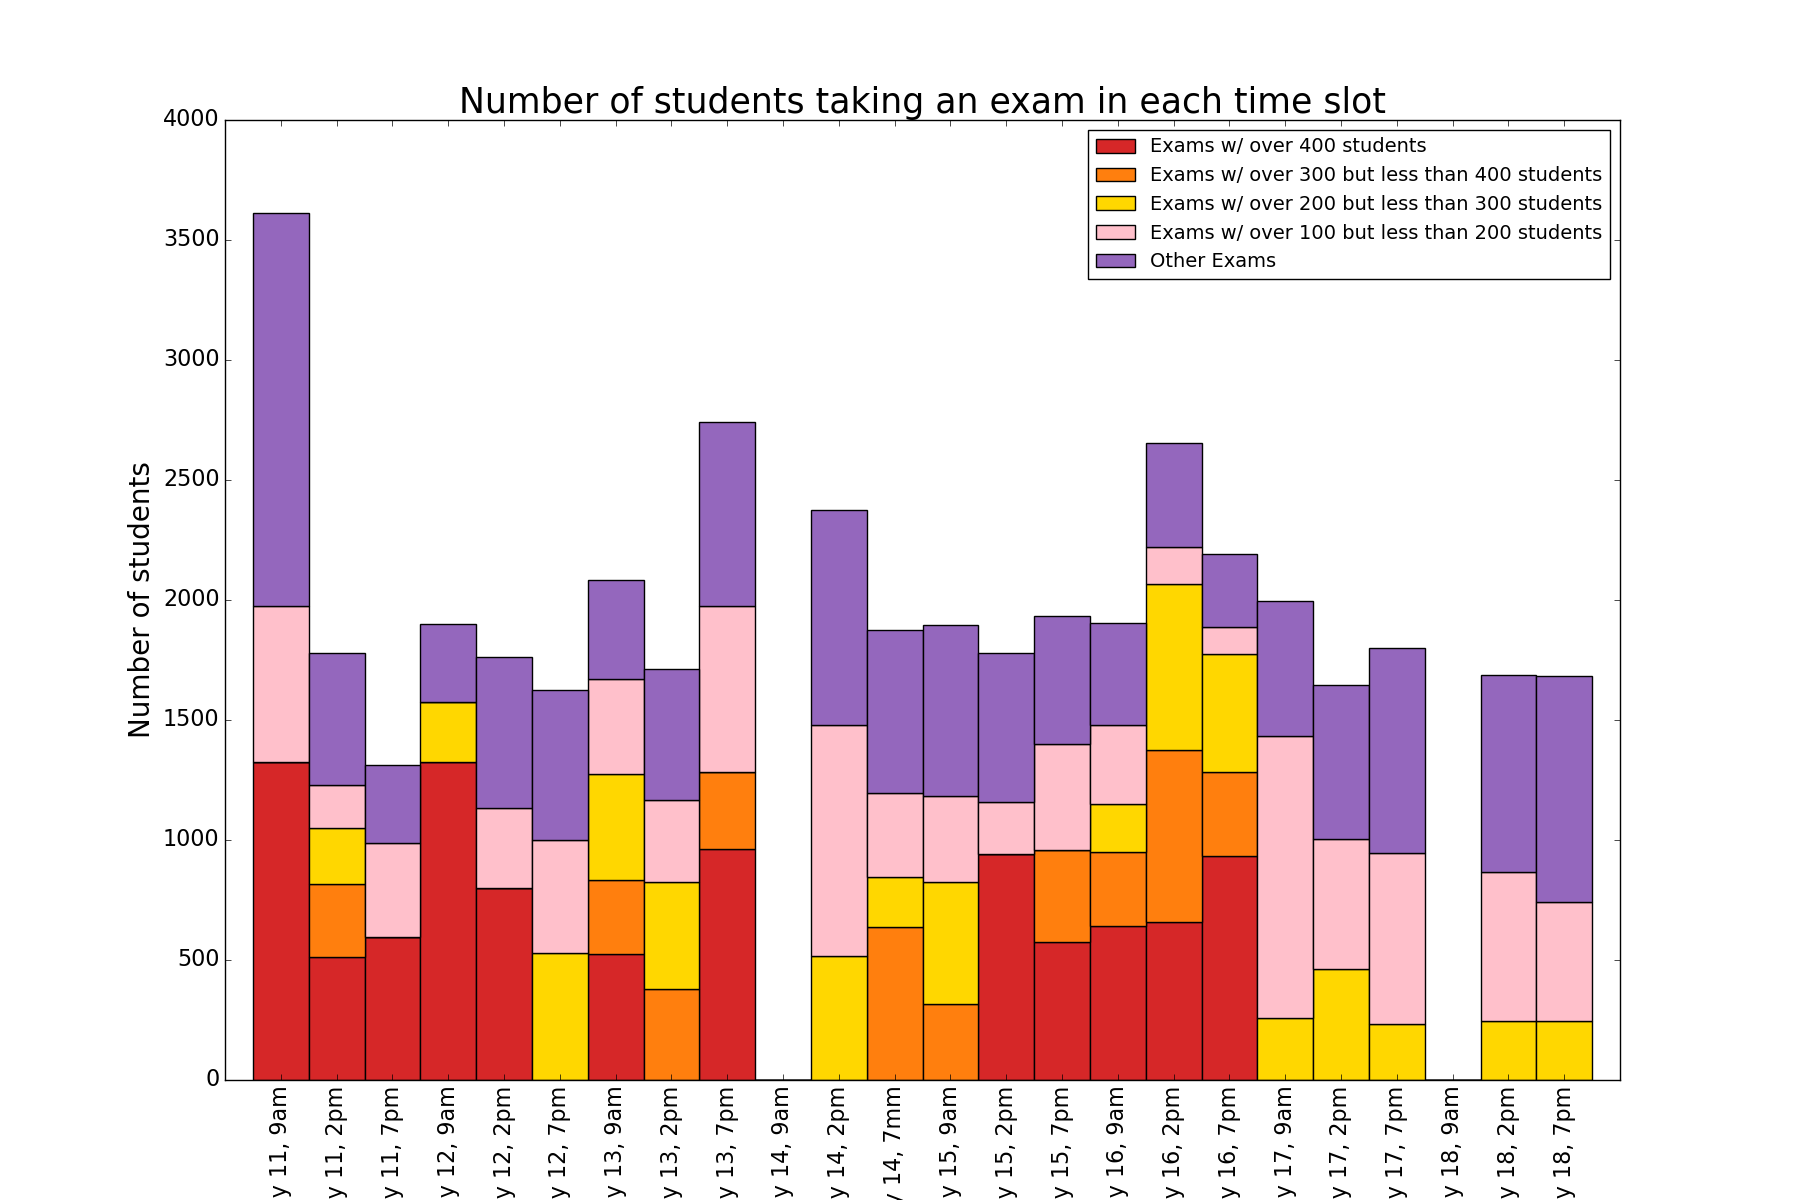 Number of students taking an exam in each time slot
Exams w/ over 400 students
Exams w/ over 300 but less than 400 students
Exams w/ over 200 but less than 300 students
Exams w/ over 100 but less than 200 students
Other Exams
Number of students
4000
3500
3000
2500
2000
1500
1000
500
0
y 11, 9am
y 11, 2pm
y 11, 7pm
y 12, 9am
y 12, 2pm
y 12, 7pm
y 13, 9am
y 13, 2pm
y 13, 7pm
y 14, 9am
y 14, 2pm
y 14, 7mm
y 15, 9am
y 15, 2pm
y 15, 7pm
y 16, 9am
y 16, 2pm
y 16, 7pm
y 17, 9am
y 17, 2pm
y 17, 7pm
y 18, 9am
y 18, 2pm
y 18, 7pm